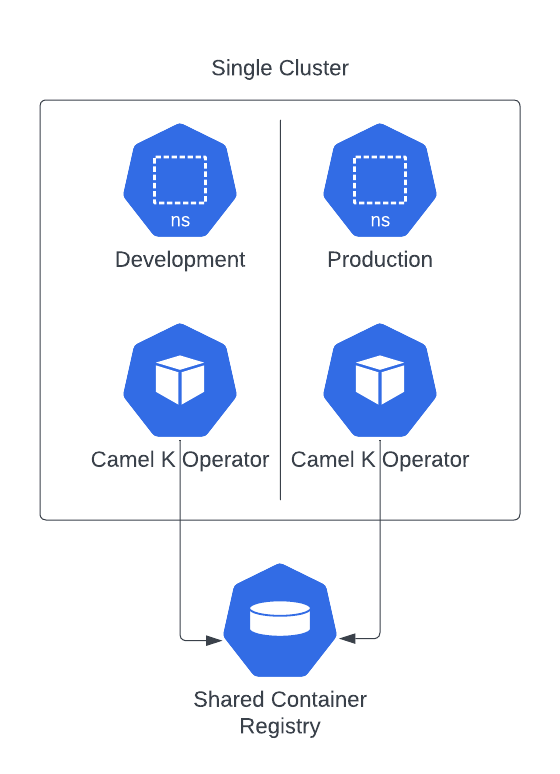 Single Cluster
ns
ns
Development
Production
Camel K Operator
Camel K Operator
Shared Container
Registry